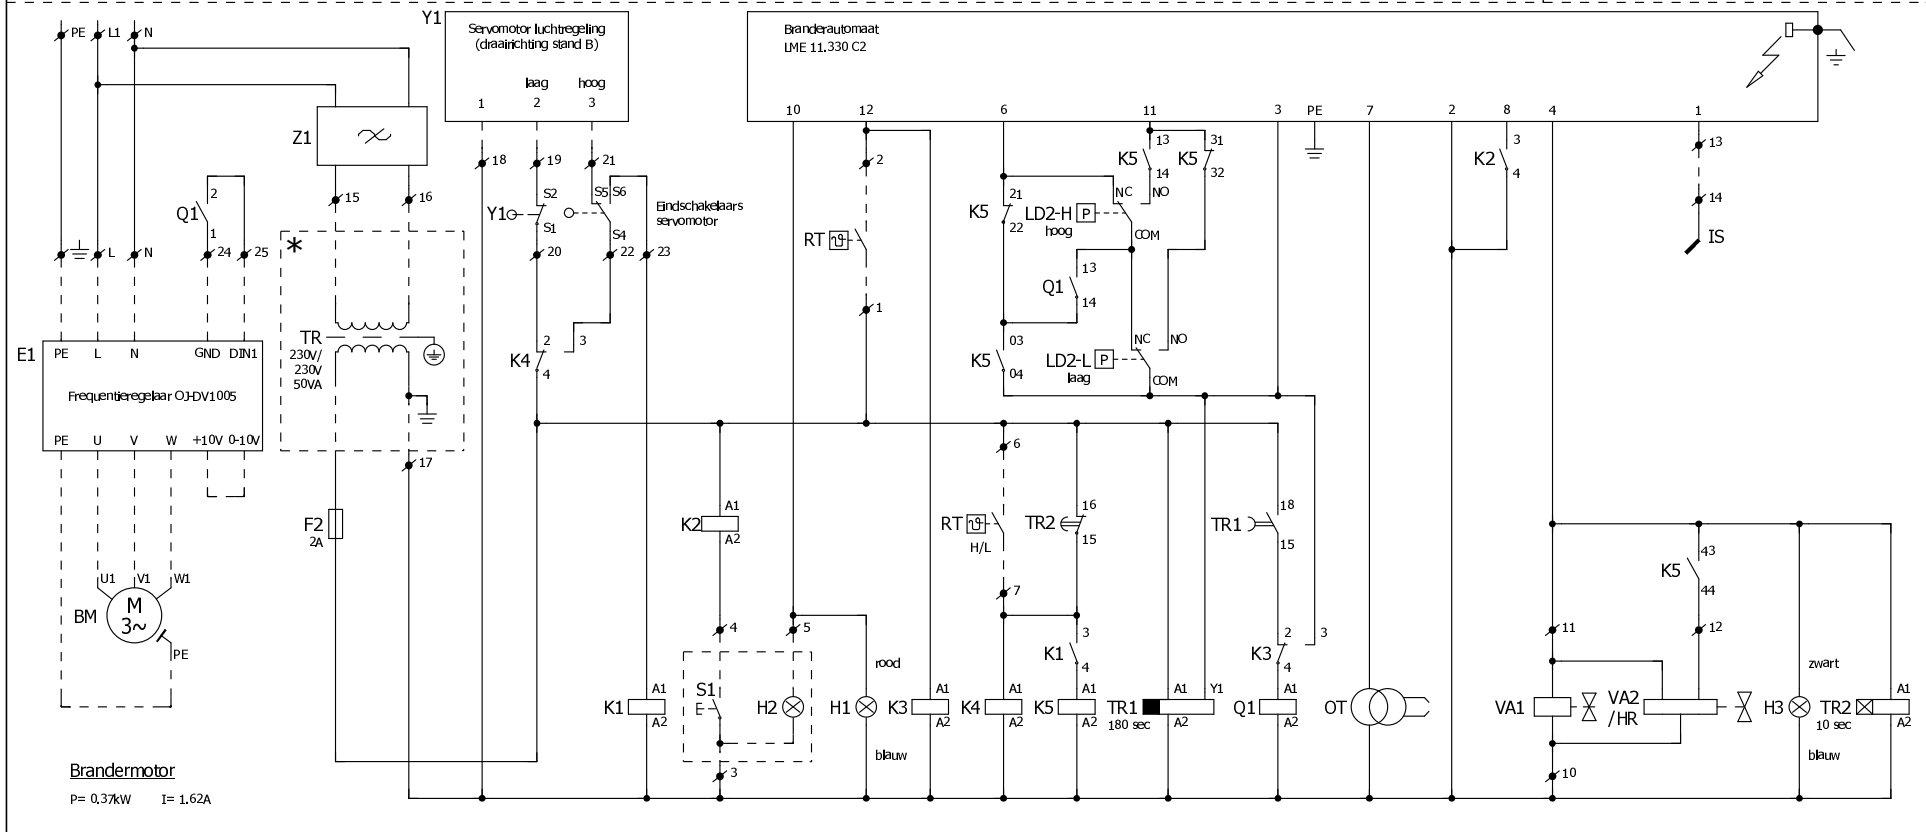 PE L1 N
Y1
Servomotor luchtregeling
(draairichting stand B)
laag hoog
1 2 3
Branderautomaat
LME 11.330 C2
10 12 6 11 3 PE 7 2 8 4 1
Z1
15 16
18 19 21
2
13 31
K5 K5
14 32
3
K2
4
13
14
IS
2
Q1
1
24 25
L N
*
S2
Y1
S1
20
S5 S6
S4
22 23
Eindschakelaars
servomotor
RT
1
21
K5
22
NC NO
LD2-H P
hoog
COM
13
Q1
14
03
K5
04
NC NO
LD2-L P
laag
COM
E1
PE L N GND DIN1
Frequentieregelaar OJ-DV1005
PE U V W +10V 0-10V
TR
230V/
230V
50VA
2 3
K4
4
17
F2
2A
A1
K2
A2
6
RT
H/L
7
16
TR2
15
18
TR1
15
43
K5
44
U1 V1 W1
BM
M
3~
PE
4 5
3
K1
4
2 3
K3
4
11 12
rood
zwart
A1
K1
A2
S1
E
H2
H1
A1
K3
A2
A1
K4
A2
A1
K5
A2
A1 Y1
TR1
180 sec
A2
A1
Q1
A2
OT
VA1
VA2
/HR
H3
A1
TR2
10 sec
A2
3
blauw
10
blauw
Brandermotor
P= 0.37kW I= 1.62A